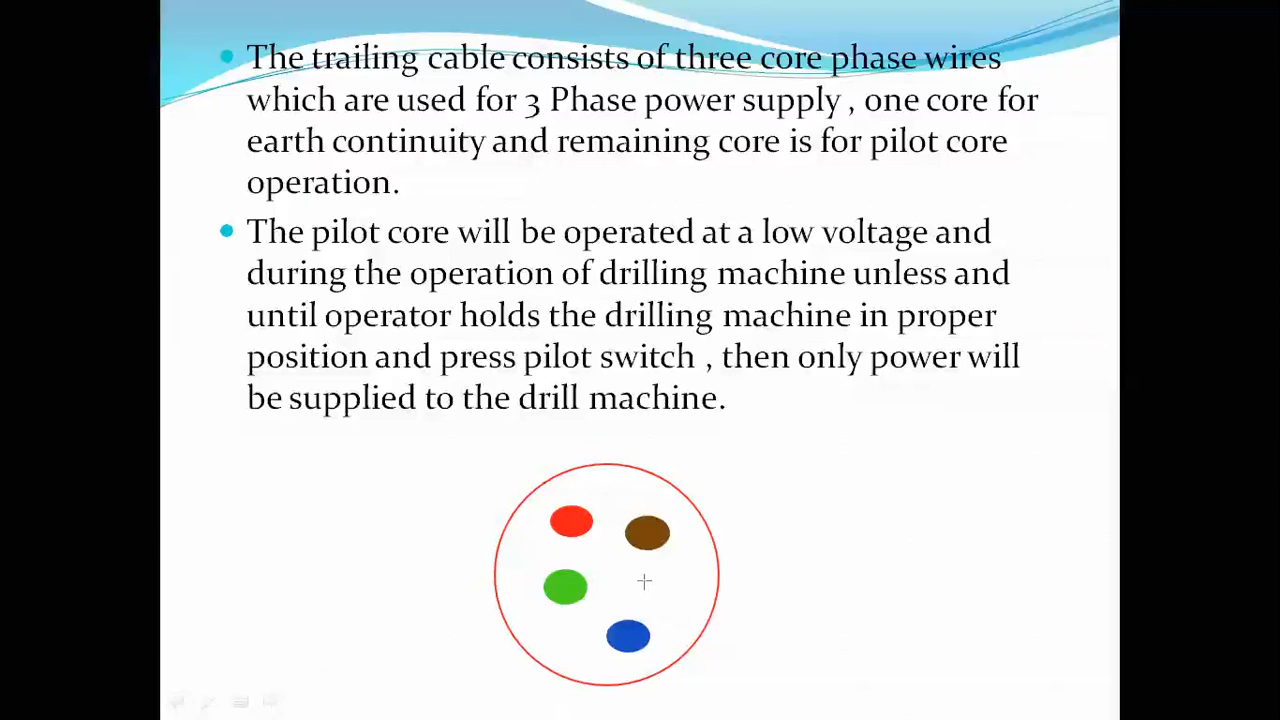 The trailing cable consists of three core phase wires
which are used for 3 Phase power supply , one core for
earth continuity and remaining core is for pilot core
operation.
The pilot core will be operated at a low voltage and
during the operation of drilling machine unless and
until operator holds the drilling machine in proper
position and press pilot switch , then only power will
be supplied to the drill machine.